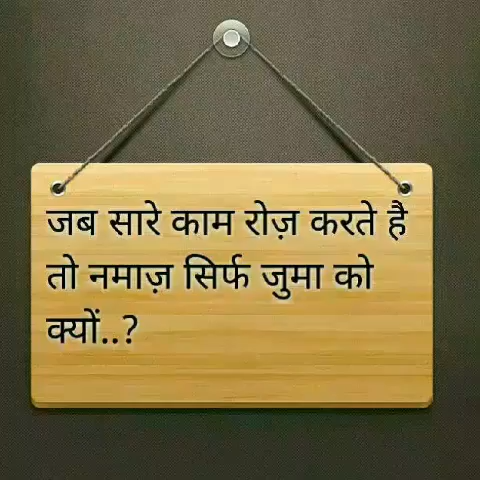 जब सारे काम रोज़ करते है
तो नमाज़ सिर्फ जुमा को
क्यों..?